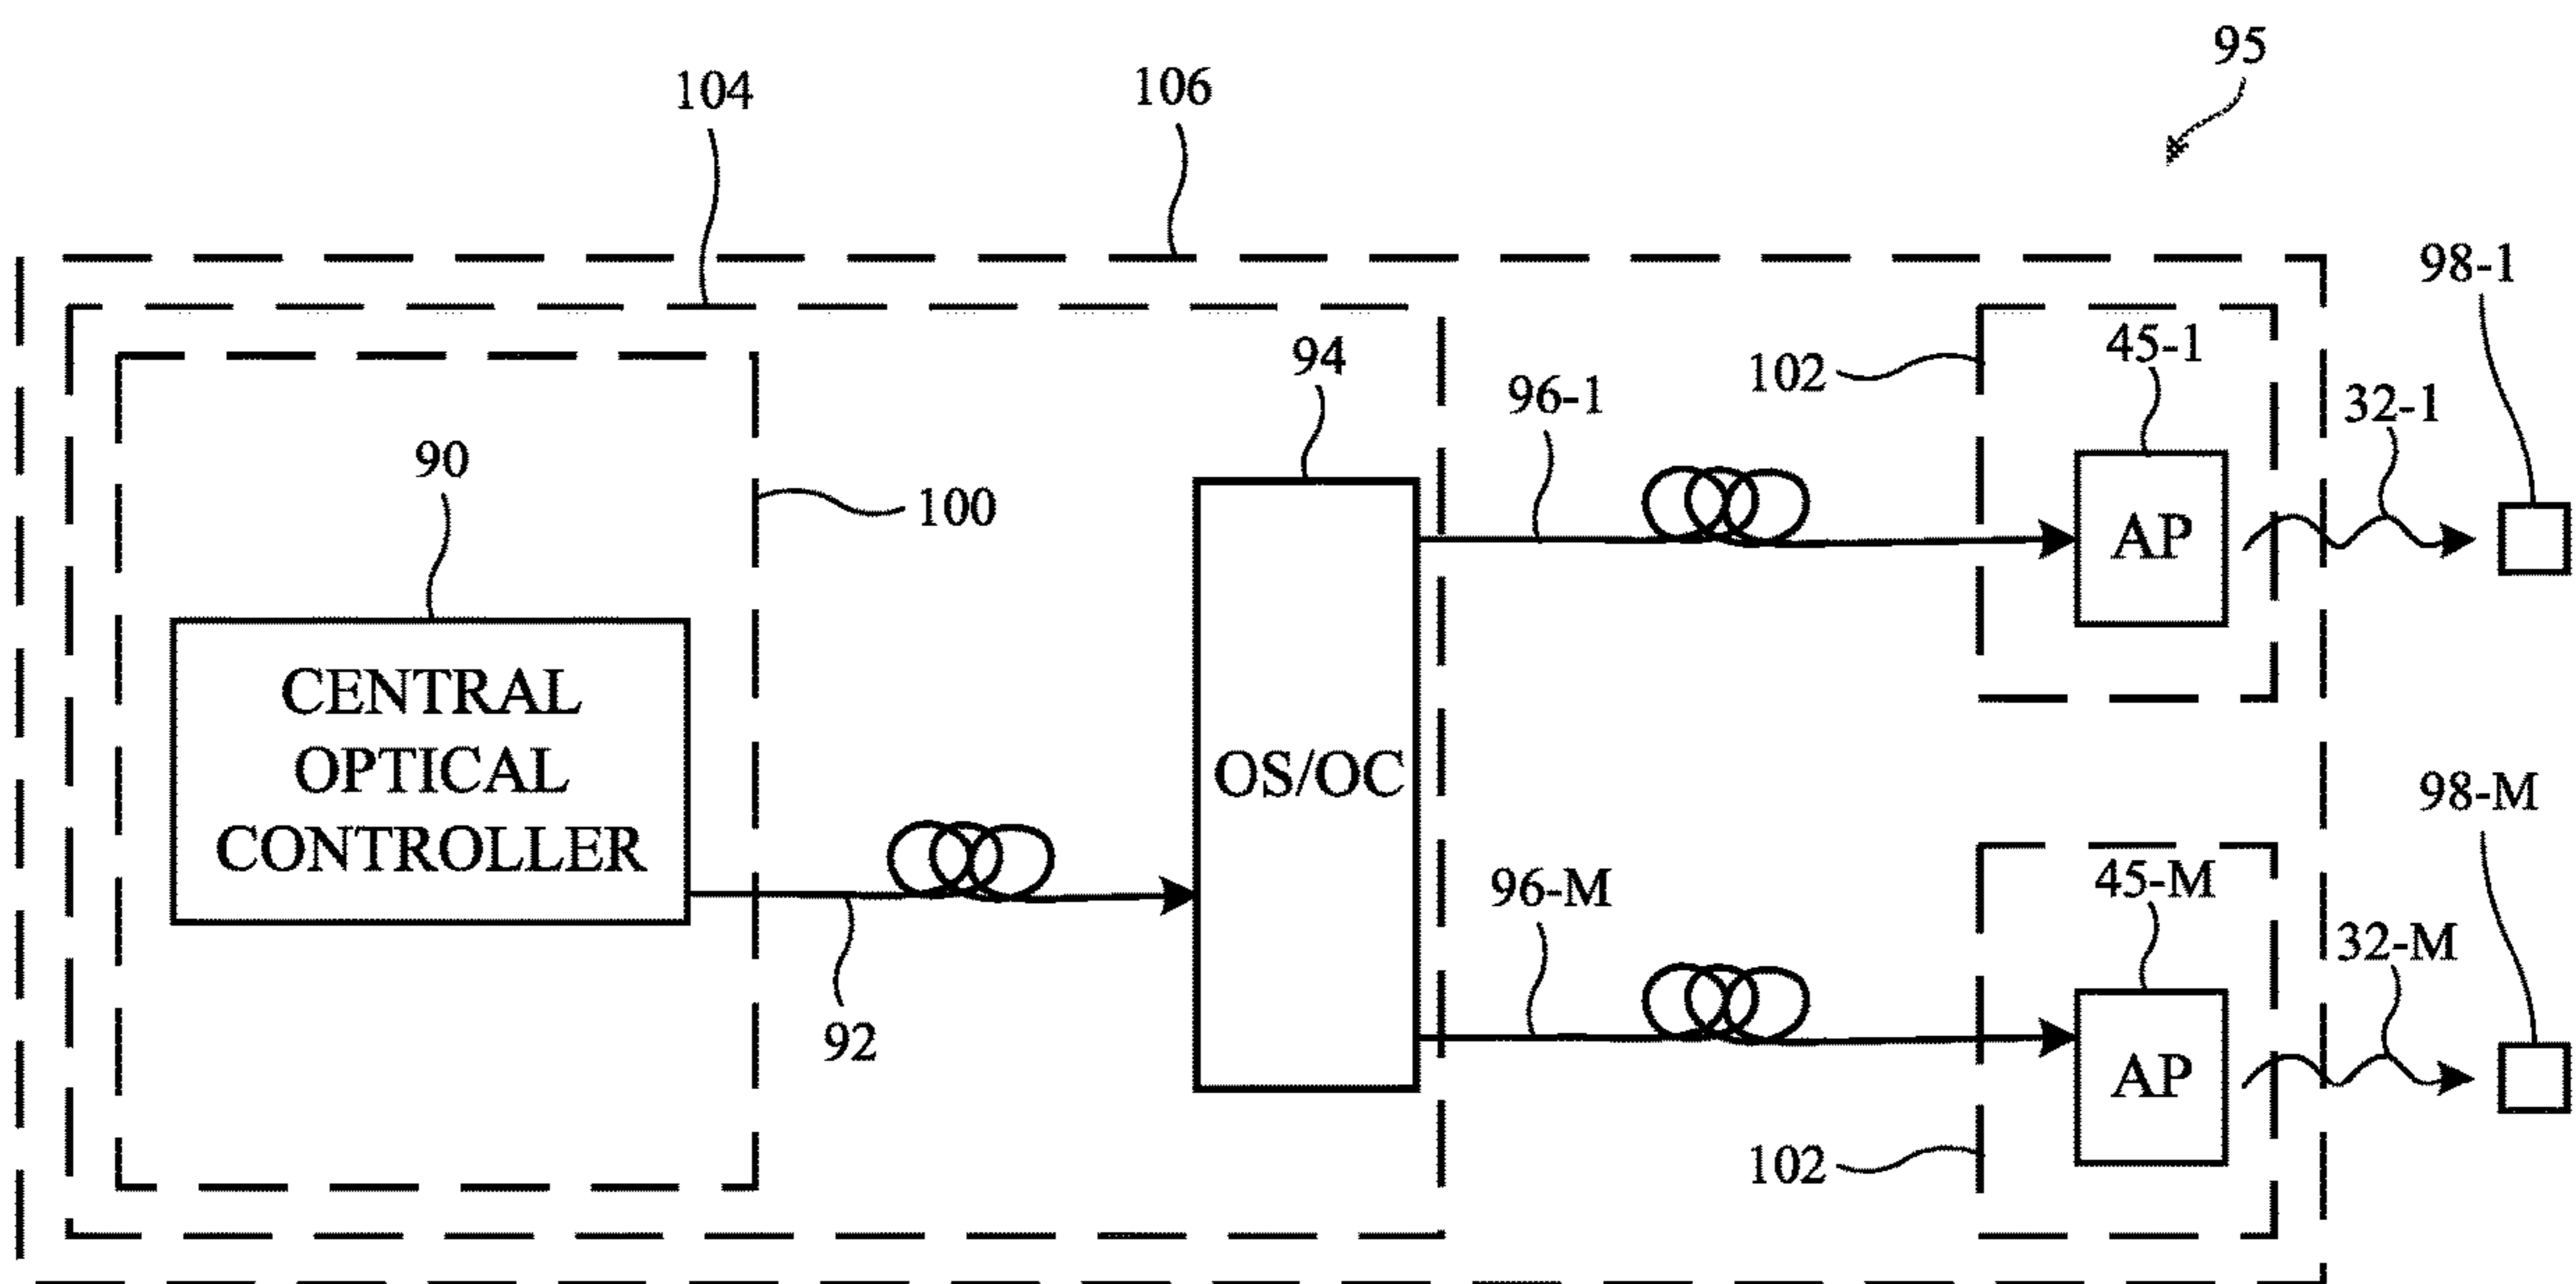 95
104
106
98-1
94
45-1
102
96-1
32-1
90
100
AP
CENTRAL
OPTICAL
CONTROLLER
OS/OC
98-M
96-M
45-M
32-M
92
AP
102